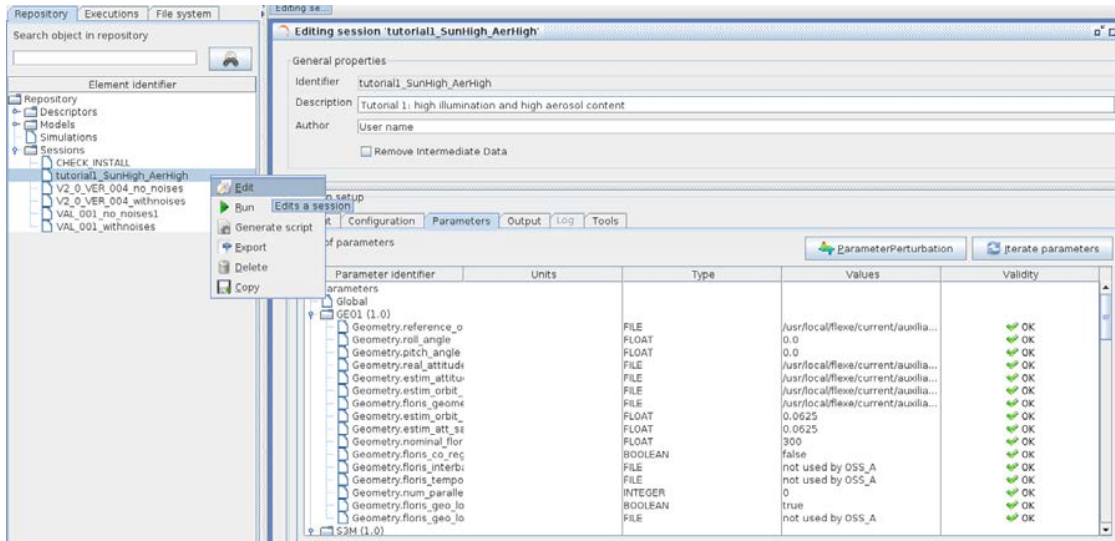 Repository Executions File system
Search object in repository
Element identifier
Repository
Descriptors
Models
Simulations
Sessions
CHECK_INSTALL
tutorial1_SunHigh_AerHigh
V2_0_VER_004_no_noises
V2_0_VER_004_withnoises
VAL_001_no_noises1
VAL_001_withnoises
Edit
Run
Edits a session
Generate script
Export
Delete
Copy
Editing se...
Editing session 'tutorial1_SunHigh_AerHigh'
General properties
Identifier tutorial1_SunHigh_AerHigh
Description Tutorial 1: high illumination and high aerosol content
Author User name
Remove Intermediate Data
setup
Configuration Parameters Output Log Tools
of parameters ParameterPerturbation Iterate parameters
Parameter identifier Units Type Values Validity
arameters
Global
GEO1 (1.0)
Geometry.reference_o FILE /usr/local/flexe/current/auxilia... OK
Geometry.roll_angle FLOAT 0.0 OK
Geometry.pitch_angle FLOAT 0.0 OK
Geometry.real_attitude FILE /usr/local/flexe/current/auxilia... OK
Geometry.estim_attitu FILE /usr/local/flexe/current/auxilia... OK
Geometry.estim_orbit_ FILE /usr/local/flexe/current/auxilia... OK
Geometry.floris_geome FILE /usr/local/flexe/current/auxilia... OK
Geometry.estim_orbit_ FLOAT 0.0625 OK
Geometry.estim_att_sa FLOAT 0.0625 OK
Geometry.nominal_flor FLOAT 300 OK
Geometry.floris_co_reg BOOLEAN false OK
Geometry.floris_interba FILE not used by OSS_A OK
Geometry.floris_tempo FILE not used by OSS_A OK
Geometry.num_paralle INTEGER 0 OK
Geometry.floris_geo_lo BOOLEAN true OK
Geometry.floris_geo_lo FILE not used by OSS_A OK
S3M (1.0)